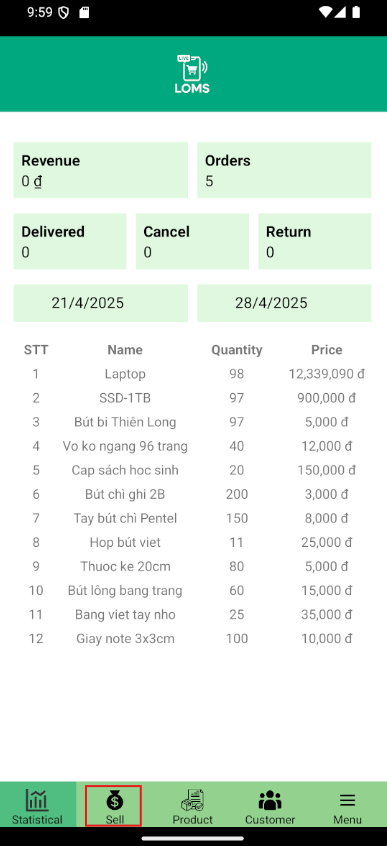 9:59
LIVE
LOMS
Revenue
0 ₫
Orders
5
Delivered
0
Cancel
0
Return
0
21/4/2025
28/4/2025
STT Name Quantity Price
1 Laptop 98 12,339,090 đ
2 SSD-1TB 97 900,000 đ
3 Bút bi Thiên Long 97 5,000 đ
4 Vo ko ngang 96 trang 40 12,000 đ
5 Cap sách hoc sinh 20 150,000 đ
6 Bút chì ghi 2B 200 3,000 đ
7 Tay bút chì Pentel 150 8,000 đ
8 Hop bút viet 11 25,000 đ
9 Thuoc ke 20cm 80 5,000 đ
10 Bút lông bang trang 60 15,000 đ
11 Bang viet tay nho 25 35,000 đ
12 Giay note 3x3cm 100 10,000 đ
Statistical Sell Product Customer Menu